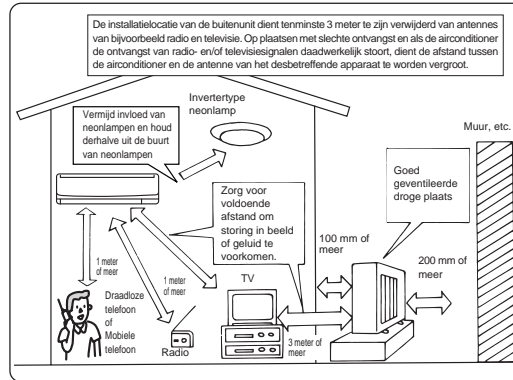 De installatielocatie van de buitenunit dient tenminste 3 meter te zijn verwijderd van antennes
van bijvoorbeeld radio en televisie. Op plaatsen met slechte ontvangst en als de airconditioner
de ontvangst van radio- en/of televisiesignalen daadwerkelijk stoort, dient de afstand tussen
de airconditioner en de antenne van het desbetreffende apparaat te worden vergroot.
Invertertype
neonlamp
Vermijd invloed van
neonlampen en houd
derhalve uit de buurt
van neonlampen
Muur, etc.
Goed
geventileerde
droge plaats
Zorg voor
voldoende
afstand om
storing in beeld
of geluid te
voorkomen.
100 mm of
meer
200 mm of
meer
1 meter
of meer
1 meter
of meer
TV
Draadloze
telefoon
of
Mobiele
telefoon
Radio
3 meter of
meer